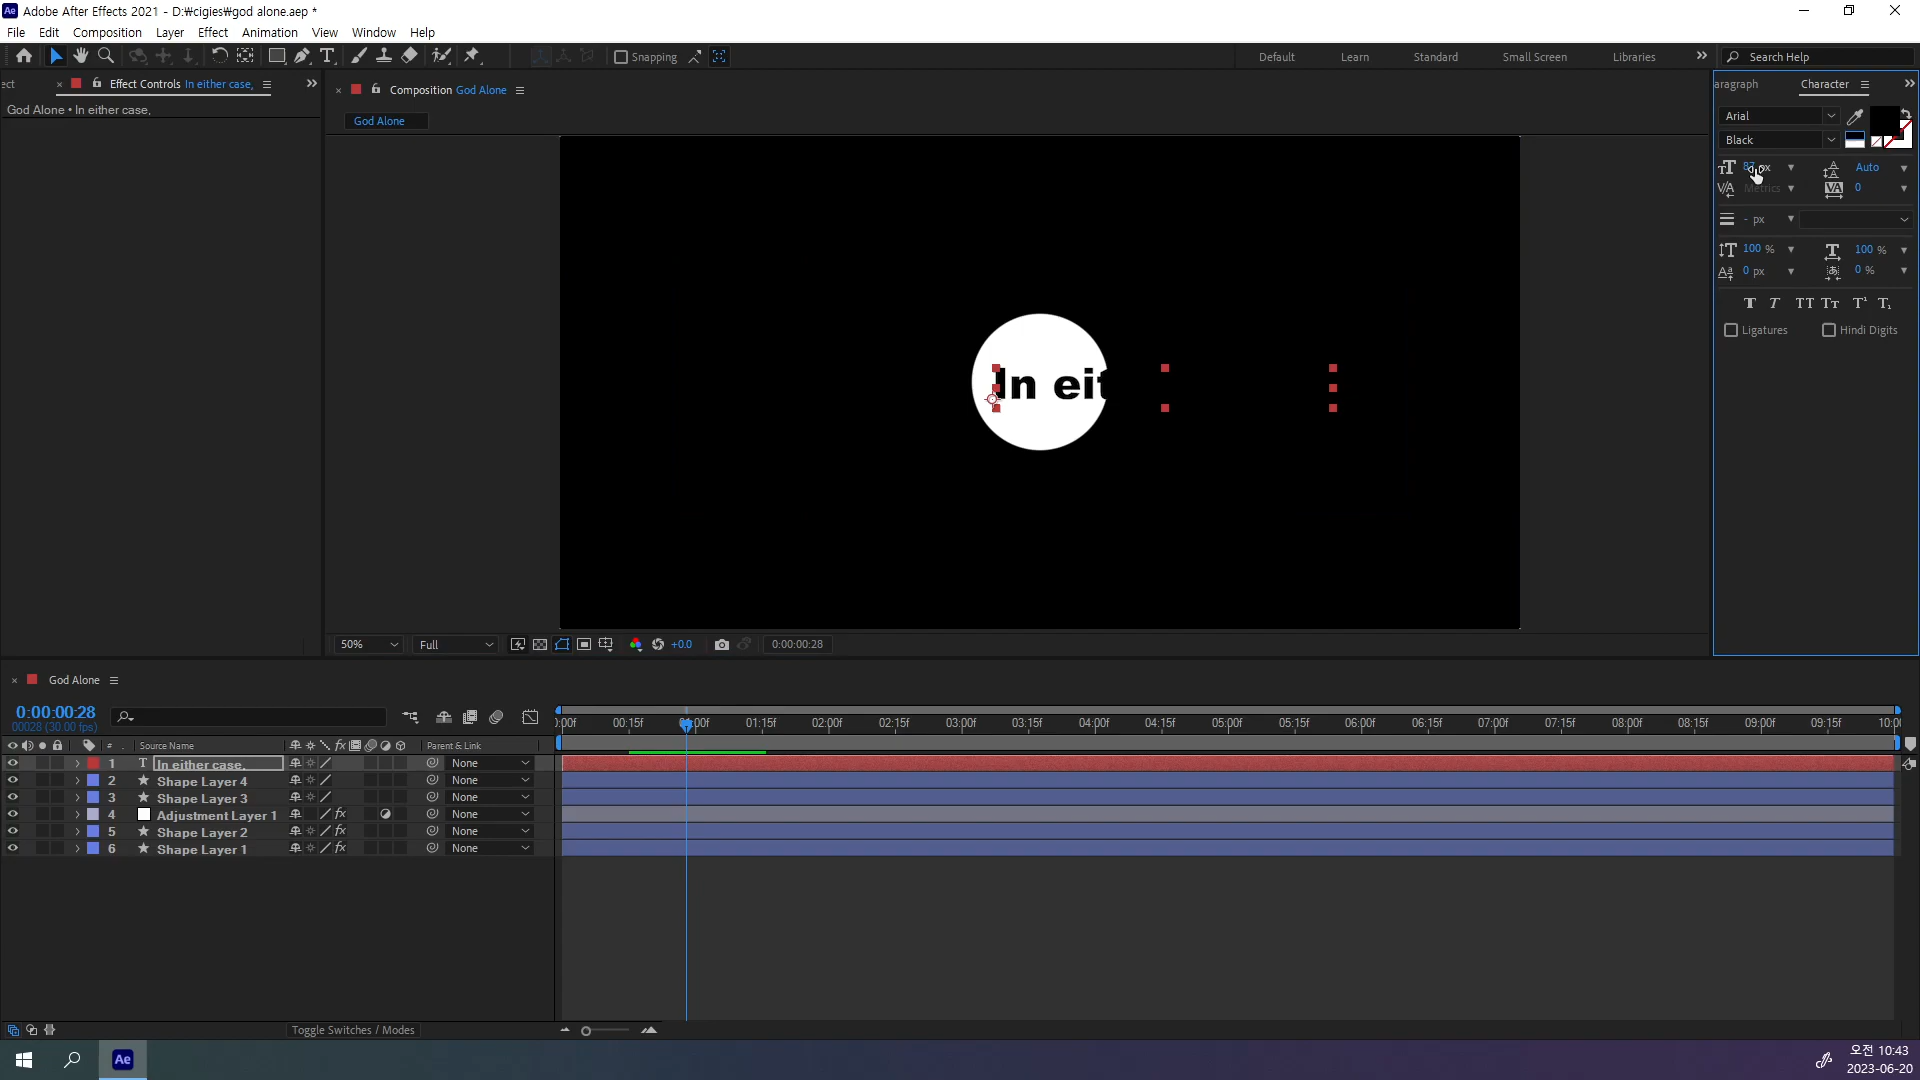 Adobe After Effects 2021 - D:₩cigies₩god alone.aep *
File Edit Composition Layer Effect Animation View Window Help
Snapping Default Learn Standard Small Screen Libraries Search Help
ect Effect Controls In either case,
God Alone • In either case,
Composition God Alone
God Alone
aragraph Character
Arial
Black
px Auto
Metrics 0
- px
100 % 100 %
0 px 0 %
Ligatures Hindi Digits
In eit
50% Full +0.0 0:00:00:28
God Alone
0:00:00:28
00028 (30.00 fps)
00:15f 01:15f 02:00f 02:15f 03:00f 03:15f 04:00f 04:15f 05:00f 05:15f 06:00f 06:15f 07:00f 07:15f 08:00f 08:15f 09:00f 09:15f
# Source Name Parent & Link
1 T In either case, None
2 Shape Layer 4 None
3 Shape Layer 3 None
4 Adjustment Layer 1 fx None
5 Shape Layer 2 fx None
6 Shape Layer 1 fx None
Toggle Switches / Modes
Ae
오전 10:43
2023-06-20